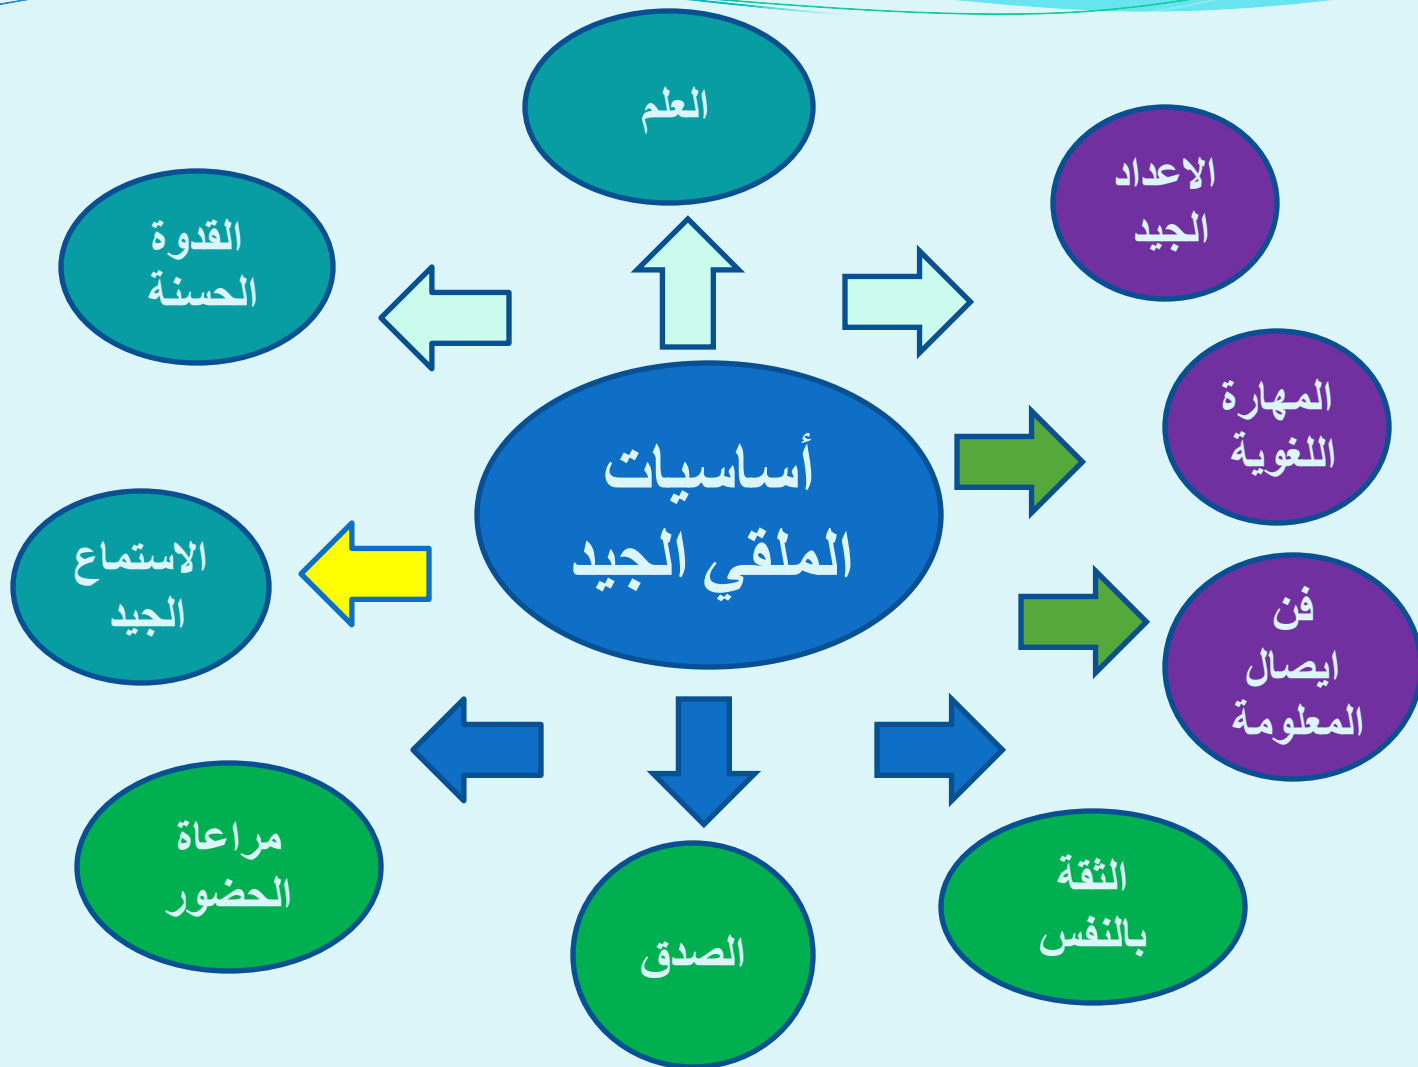 العلم
الاعداد
الجيد
القدوة
الحسنة
المهارة
اللغوية
أساسيات
الملقي الجيد
الاستماع
الجيد
فن
ايصال
المعلومة
مراعاة
الحضور
الثقة
بالنفس
الصدق